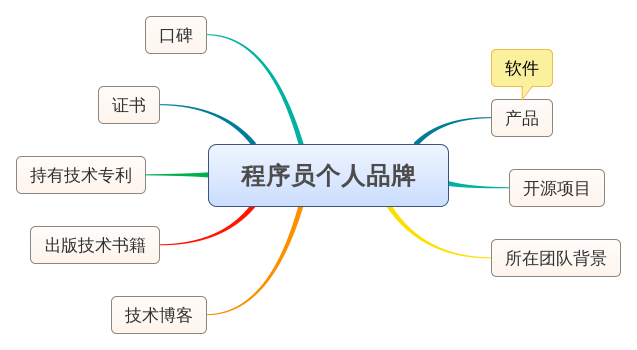 口碑
软件
证书
产品
程序员个人品牌
持有技术专利
开源项目
出版技术书籍
所在团队背景
技术博客